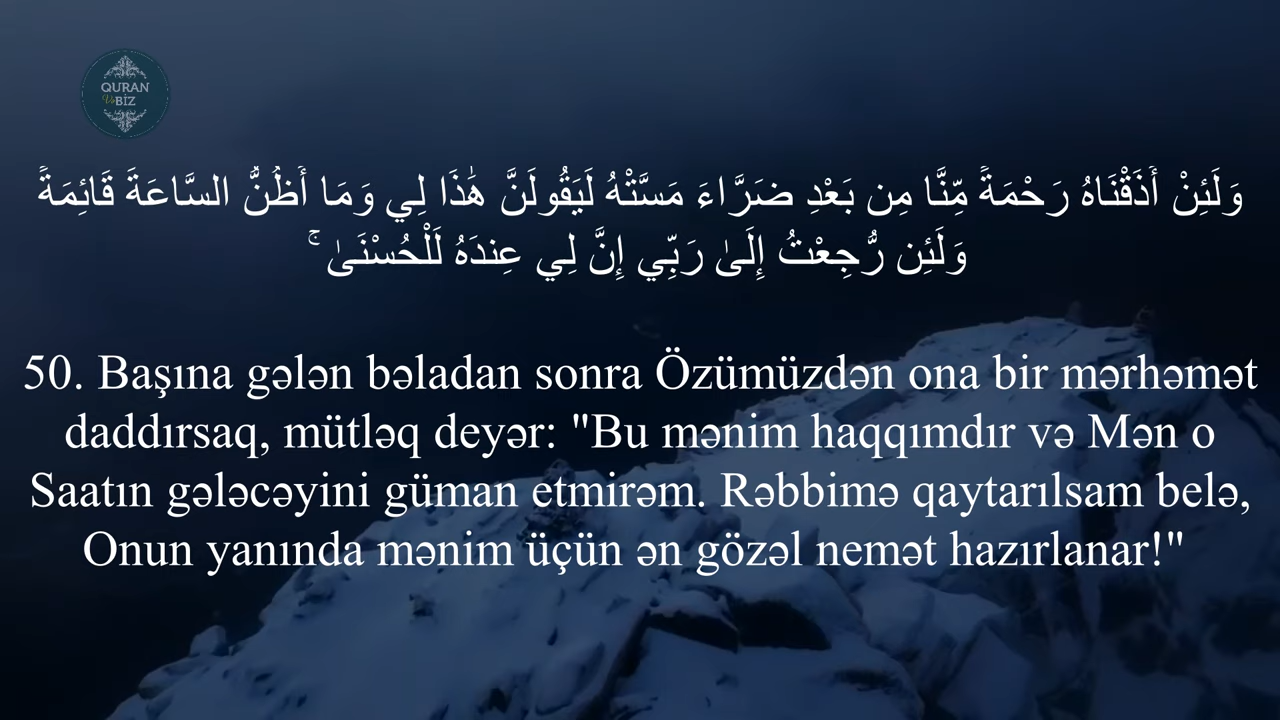 QURAN
Və BİZ
وَلَئِنْ أَذَقْنَاهُ رَحْمَةً مِّنَّا مِن بَعْدِ ضَرَّاءَ مَسَّتْهُ لَيَقُولَنَّ هَٰذَا لِي وَمَا أَظُنُّ السَّاعَةَ قَائِمَةً
وَلَئِن رُّجِعْتُ إِلَىٰ رَبِّي إِنَّ لِي عِندَهُ لَلْحُسْنَىٰ ۚ
50. Başına gələn bəladan sonra Özümüzdən ona bir mərhəmət
daddırsaq, mütləq deyər: "Bu mənim haqqımdır və Mən o
Saatın gələcəyini güman etmirəm. Rəbbimə qaytarılsam belə,
Onun yanında mənim üçün ən gözəl nemət hazırlanar!"